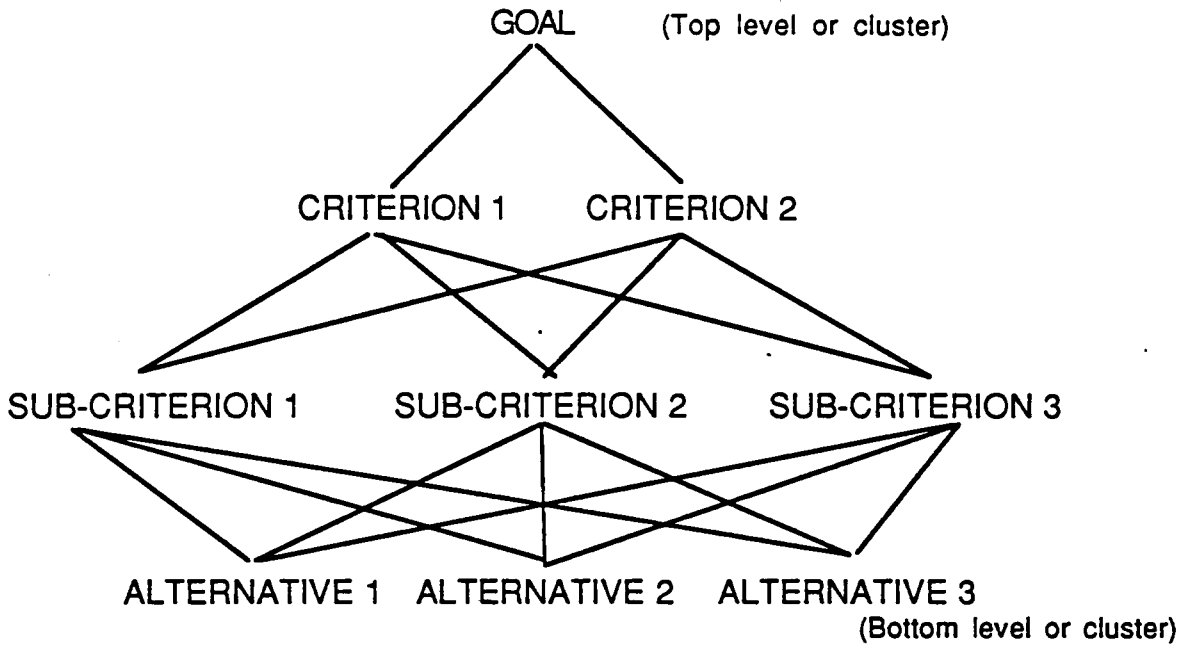 GOAL (Top level or cluster)
CRITERION 1 CRITERION 2
SUB-CRITERION 1 SUB-CRITERION 2 SUB-CRITERION 3
ALTERNATIVE 1 ALTERNATIVE 2 ALTERNATIVE 3
(Bottom level or cluster)